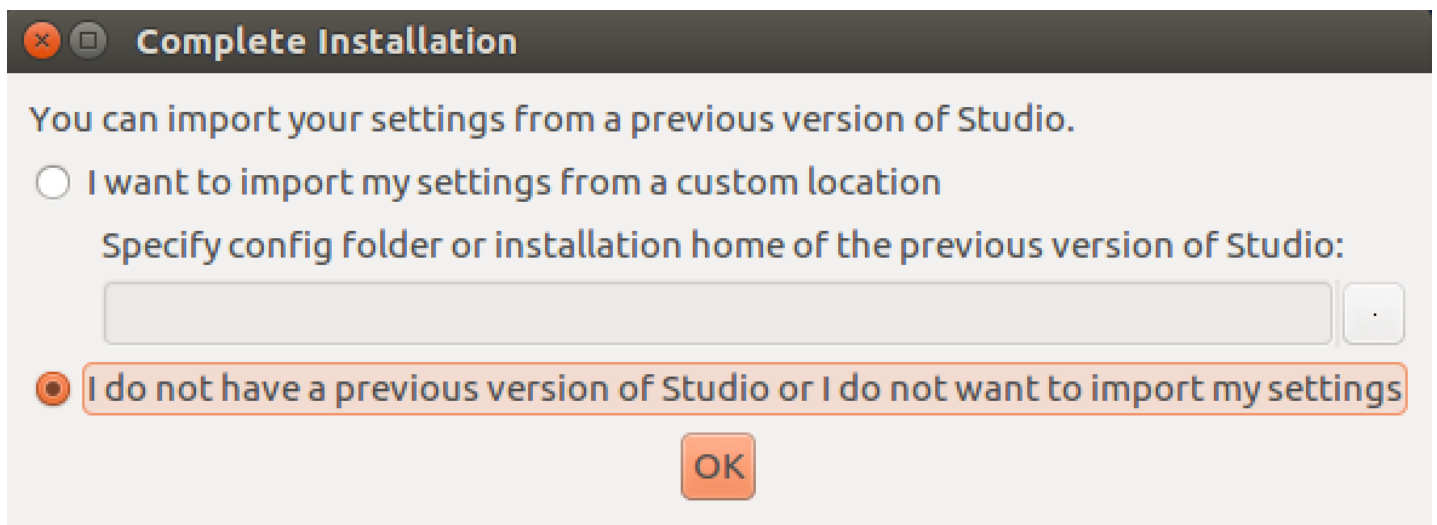 Complete Installation
You can import your settings from a previous version of Studio.
I want to import my settings from a custom location
Specify config folder or installation home of the previous version of Studio:
.
I do not have a previous version of Studio or I do not want to import my settings
OK